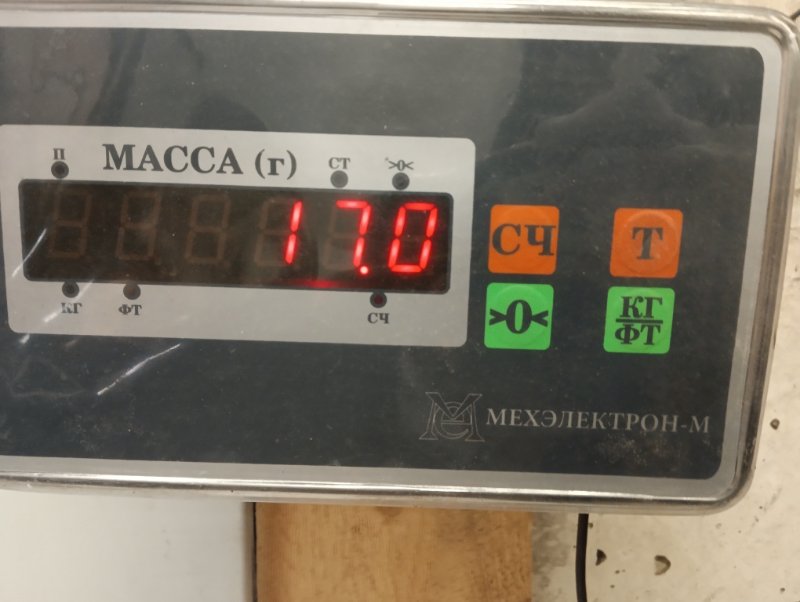 П МАССА (г) СТ >0<
17.0
КГ ФТ СЧ
СЧ Т
>0< КГ
ФТ
МЕХЭЛЕКТРОН-М